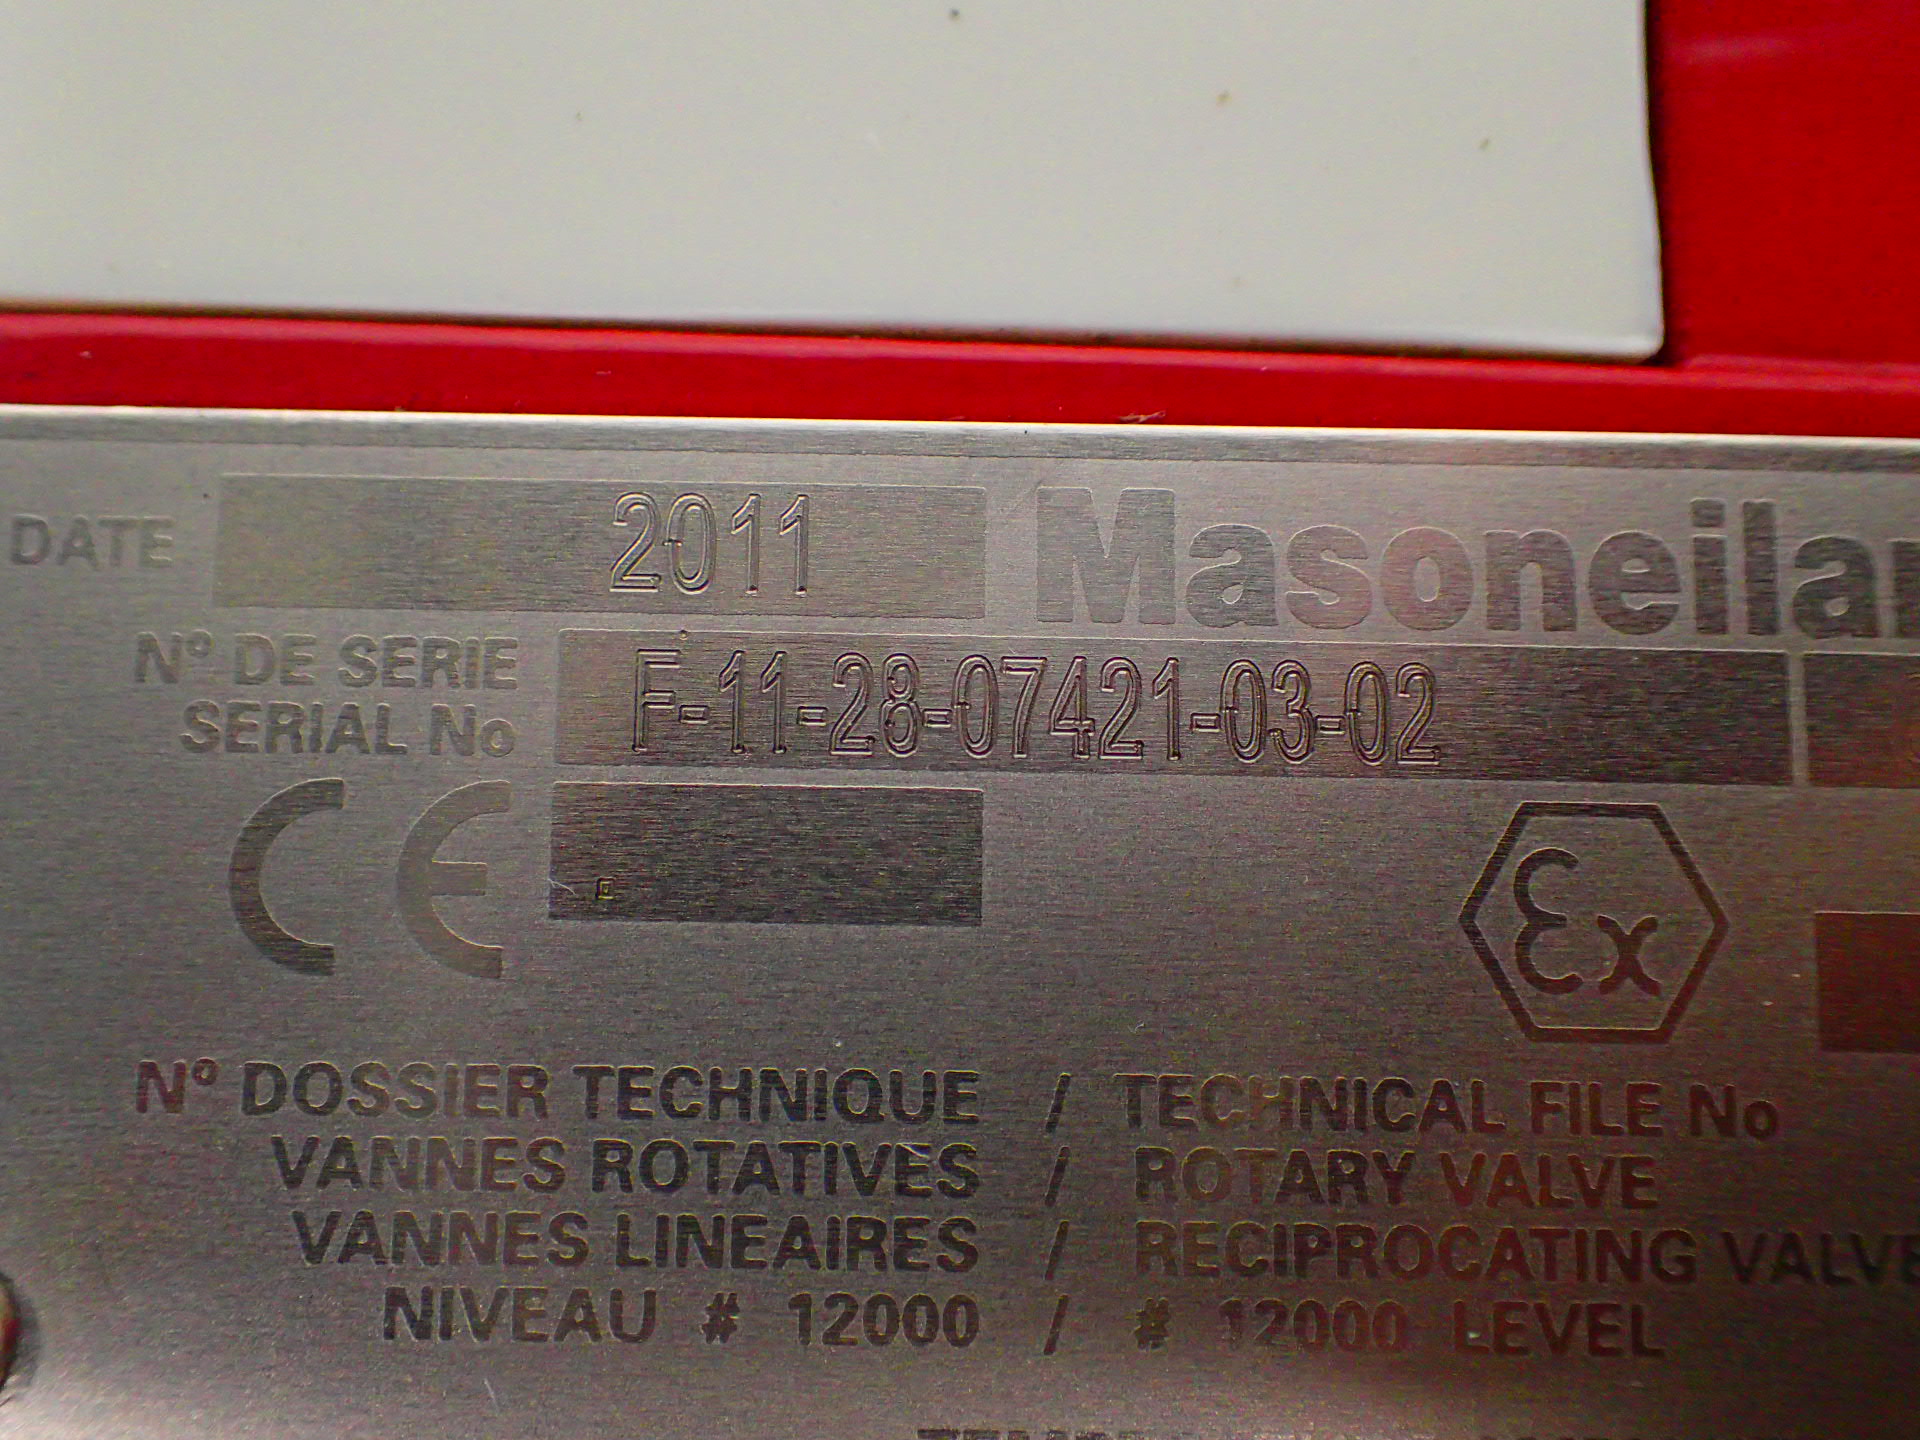 DATE 2011 Masoneilan
N° DE SERIE
SERIAL No F-11-28-07421-03-02
CE Ex
N° DOSSIER TECHNIQUE / TECHNICAL FILE No
VANNES ROTATIVES / ROTARY VALVE
VANNES LINEAIRES / RECIPROCATING VALVE
NIVEAU # 12000 / # 12000 LEVEL